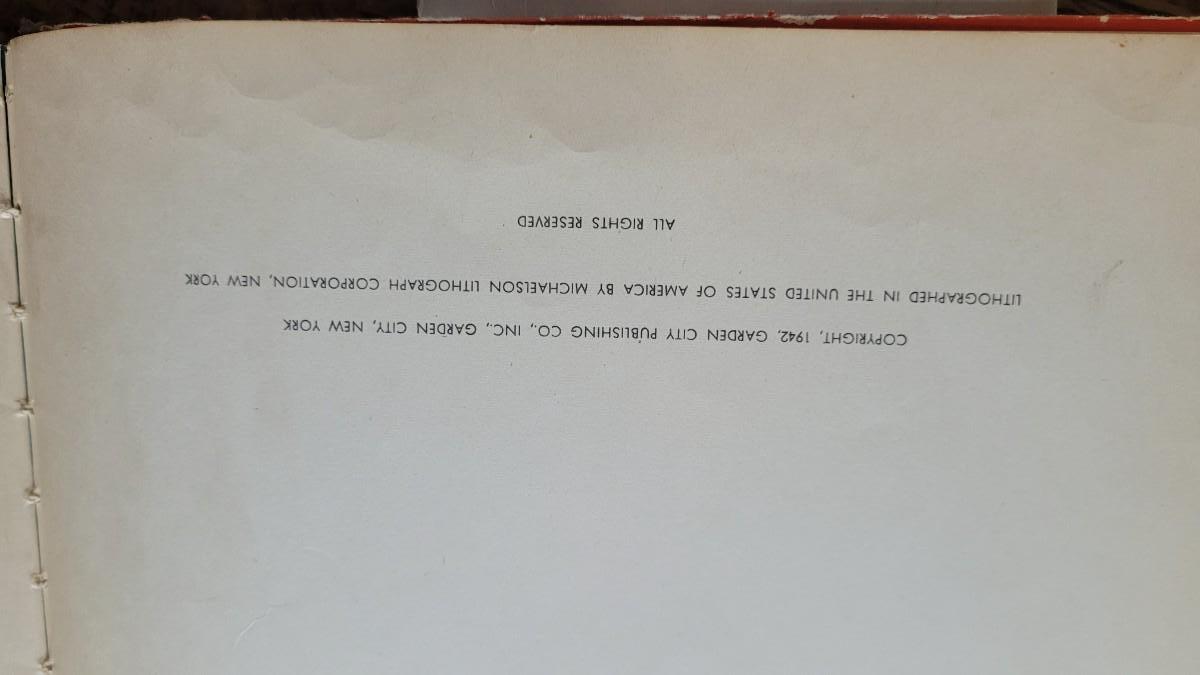 COPYRIGHT, 1942, GARDEN CITY PUBLISHING CO., INC., GARDEN CITY, NEW YORK
LITHOGRAPHED IN THE UNITED STATES OF AMERICA BY MICHAELSON LITHOGRAPH CORPORATION, NEW YORK
ALL RIGHTS RESERVED